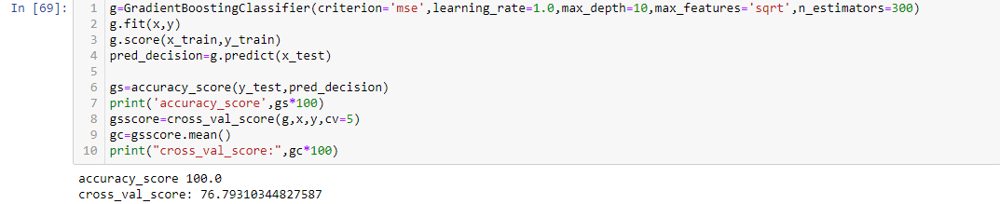 In [69]:
1 g=GradientBoostingClassifier(criterion='mse',learning_rate=1.0,max_depth=10,max_features='sqrt',n_estimators=300)
2 g.fit(x,y)
3 g.score(x_train,y_train)
4 pred_decision=g.predict(x_test)
5
6 gs=accuracy_score(y_test,pred_decision)
7 print('accuracy_score',gs*100)
8 gsscore=cross_val_score(g,x,y,cv=5)
9 gc=gsscore.mean()
10 print("cross_val_score:",gc*100)
accuracy_score 100.0
cross_val_score: 76.79310344827587